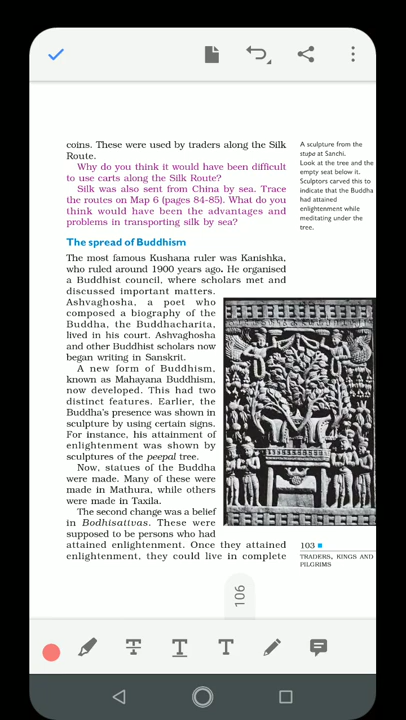 coins. These were used by traders along the Silk
Route.
Why do you think it would have been difficult
to use carts along the Silk Route?
Silk was also sent from China by sea. Trace
the routes on Map 6 (pages 84-85). What do you
think would have been the advantages and
problems in transporting silk by sea?
The spread of Buddhism
The most famous Kushana ruler was Kanishka,
who ruled around 1900 years ago. He organised
a Buddhist council, where scholars met and
discussed important matters.
Ashvaghosha, a poet who
composed a biography of the
Buddha, the Buddhacharita,
lived in his court. Ashvaghosha
and other Buddhist scholars now
began writing in Sanskrit.
A new form of Buddhism,
known as Mahayana Buddhism,
now developed. This had two
distinct features. Earlier, the
Buddha's presence was shown in
sculpture by using certain signs.
For instance, his attainment of
enlightenment was shown by
sculptures of the peepal tree.
Now, statues of the Buddha
were made. Many of these were
made in Mathura, while others
were made in Taxila.
The second change was a belief
in Bodhisattvas. These were
supposed to be persons who had
attained enlightenment. Once they attained
enlightenment, they could live in complete
A sculpture from the
stupa at Sanchi.
Look at the tree and the
empty seat below it.
Sculptors carved this to
indicate that the Buddha
had attained
enlightenment while
meditating under the
tree.
103
TRADERS, KINGS AND
PILGRIMS
106
T
T
T